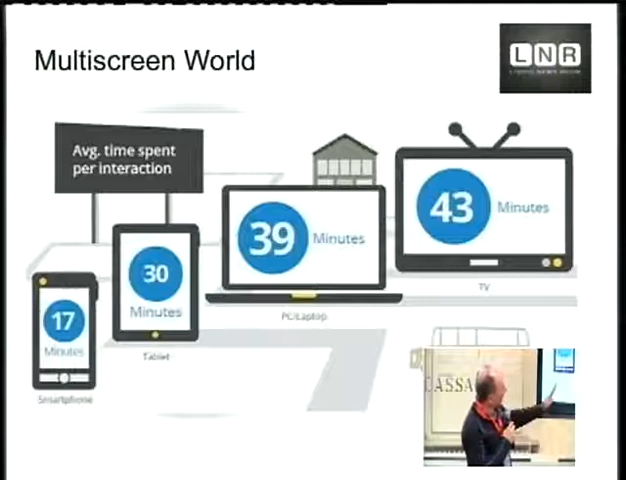 Multiscreen World
LNR
Avg. time spent
per interaction
43
Minutes
39
Minutes
30
Minutes
17
Minutes
TV
PC/Laptop
Tablet
Smartphone
CASSA